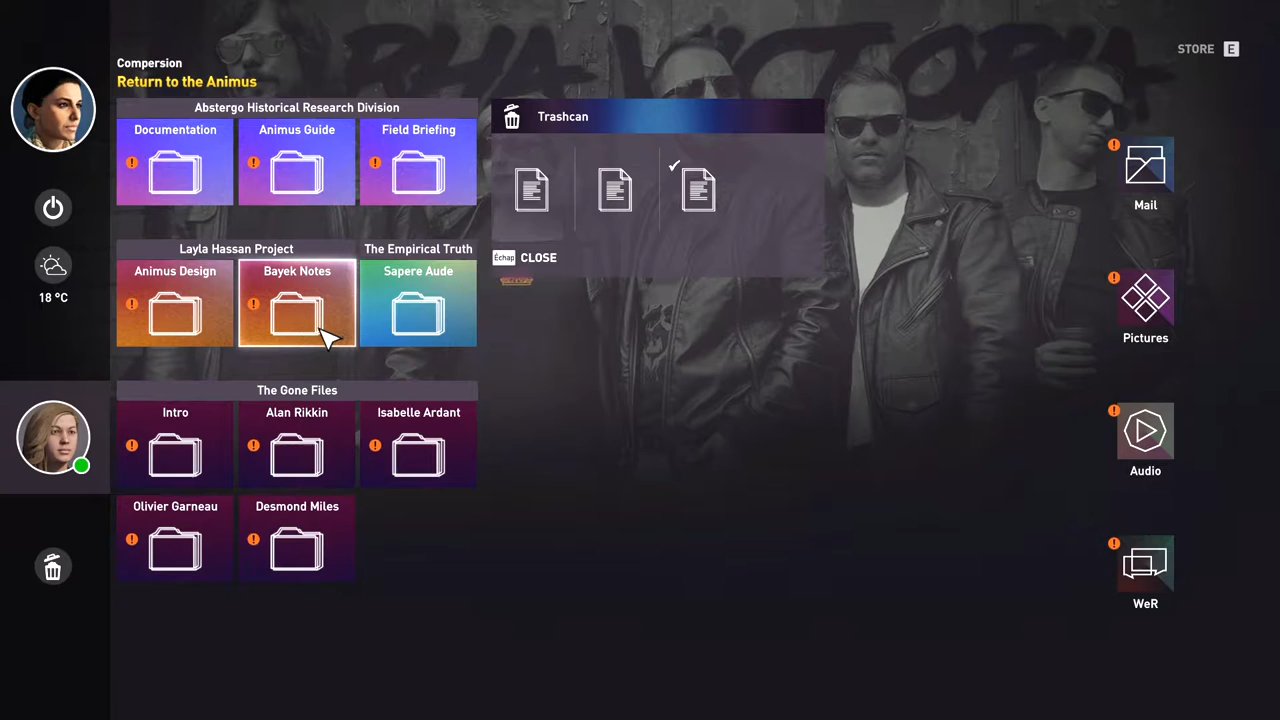 STORE E
Compersion
Return to the Animus
Abstergo Historical Research Division
Documentation
Animus Guide
Field Briefing
Layla Hassan Project
The Empirical Truth
Animus Design
Bayek Notes
Sapere Aude
The Gone Files
Intro
Alan Rikkin
Isabelle Ardant
Olivier Garneau
Desmond Miles
Trashcan
Échap CLOSE
18 °C
Mail
Pictures
Audio
WeR